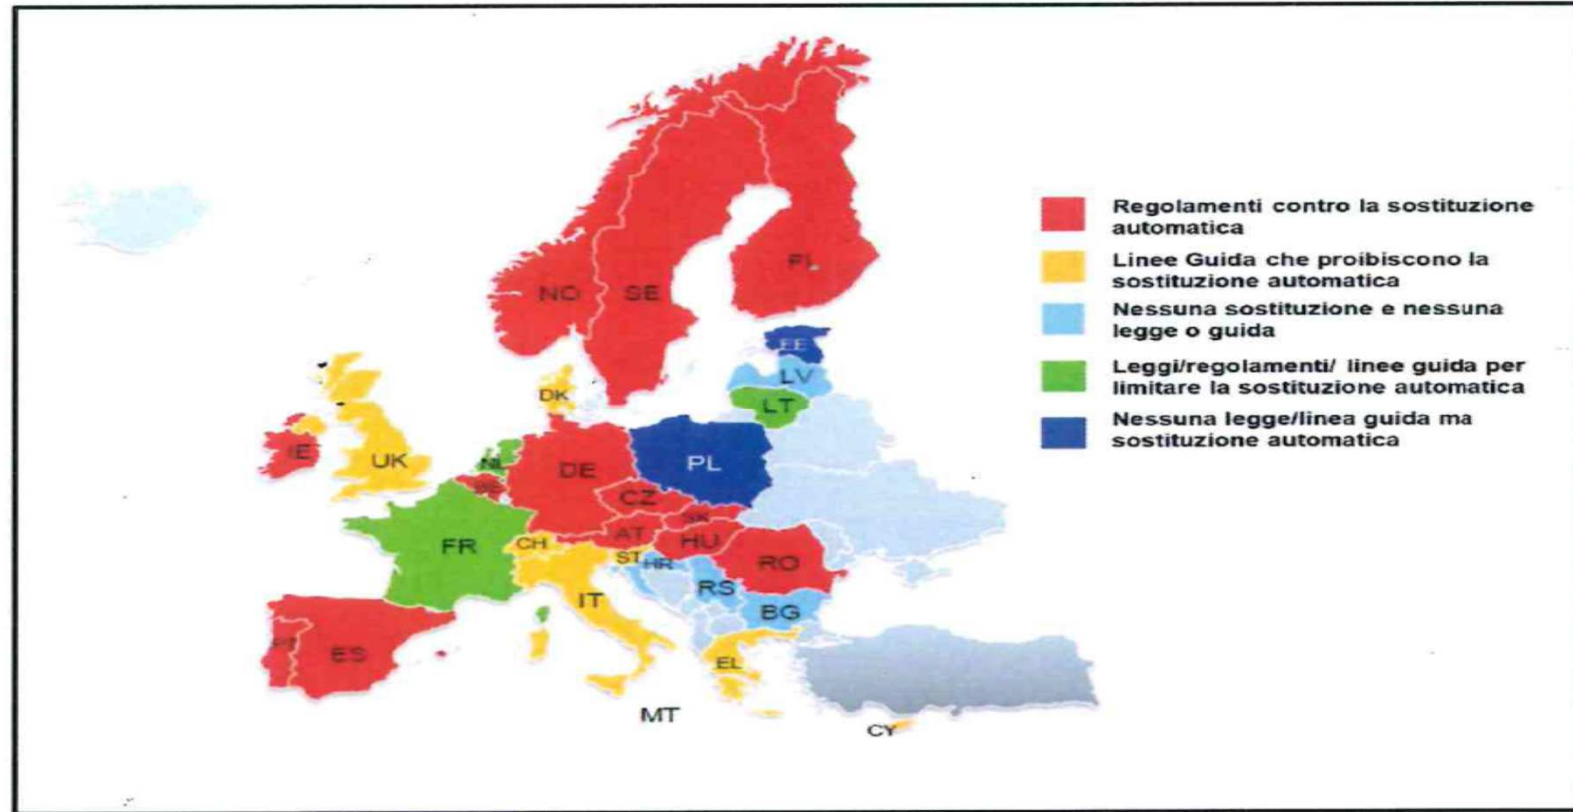 FI
NO
SE
EE
LV
LT
DK
IE
UK
NL
BE
DE
PL
CZ
SK
AT
HU
RO
FR
CH
ST
HR
RS
BG
IT
ES
EL
MT
CY
Regolamenti contro la sostituzione
automatica
Linee Guida che proibiscono la
sostituzione automatica
Nessuna sostituzione e nessuna
legge o guida
Leggi/regolamenti/ linee guida per
limitare la sostituzione automatica
Nessuna legge/linea guida ma
sostituzione automatica